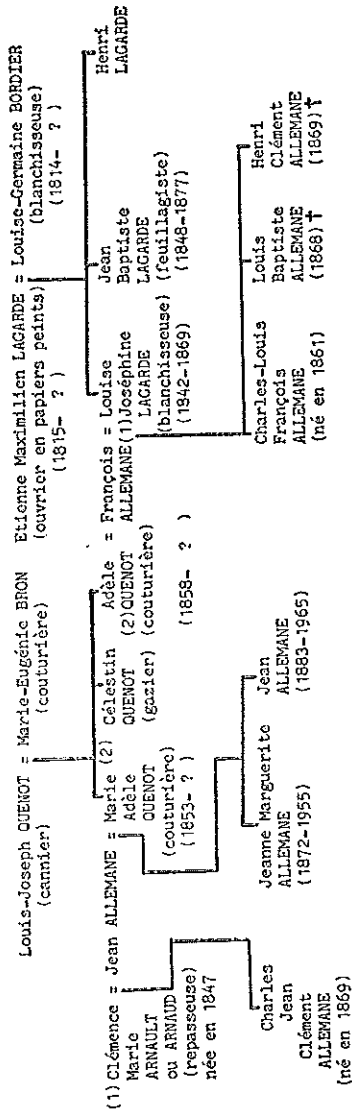 Louis-Joseph QUENOT = Marie-Eugénie BRON
(cannier)
(couturière)
Etienne Maximilien LAGARDE = Louise-Germaine BORDIER
(ouvrier en papiers peints)
(blanchisseuse)
(1815- ? )
(1814- ? )
(1) Clémence = Jean ALLEMANE = Marie (2)
Marie
ARNAULT
ou ARNAUD
(repasseuse)
née en 1847
Adèle
QUENOT
(couturière)
(1853- ? )
Célestin
QUENOT
(gazier)
Adèle = François = Louise
(2)QUENOT
(couturière)
(1858- ? )
ALLEMANE(1)Joséphine
LAGARDE
(blanchisseuse)
(1942-1869)
Jean
Baptiste
LAGARDE
(feuillagiste)
(1848-1877)
Henri
LAGARDE
Charles
Jean
Clément
ALLEMANE
(né en 1869)
Jeanne Marguerite
ALLEMANE
(1872-1955)
Jean
ALLEMANE
(1883-1965)
Charles-Louis
François
ALLEMANE
(né en 1861)
Louis
Baptiste
ALLEMANE
(1868)✝
Henri
Clément
ALLEMANE
(1869)✝